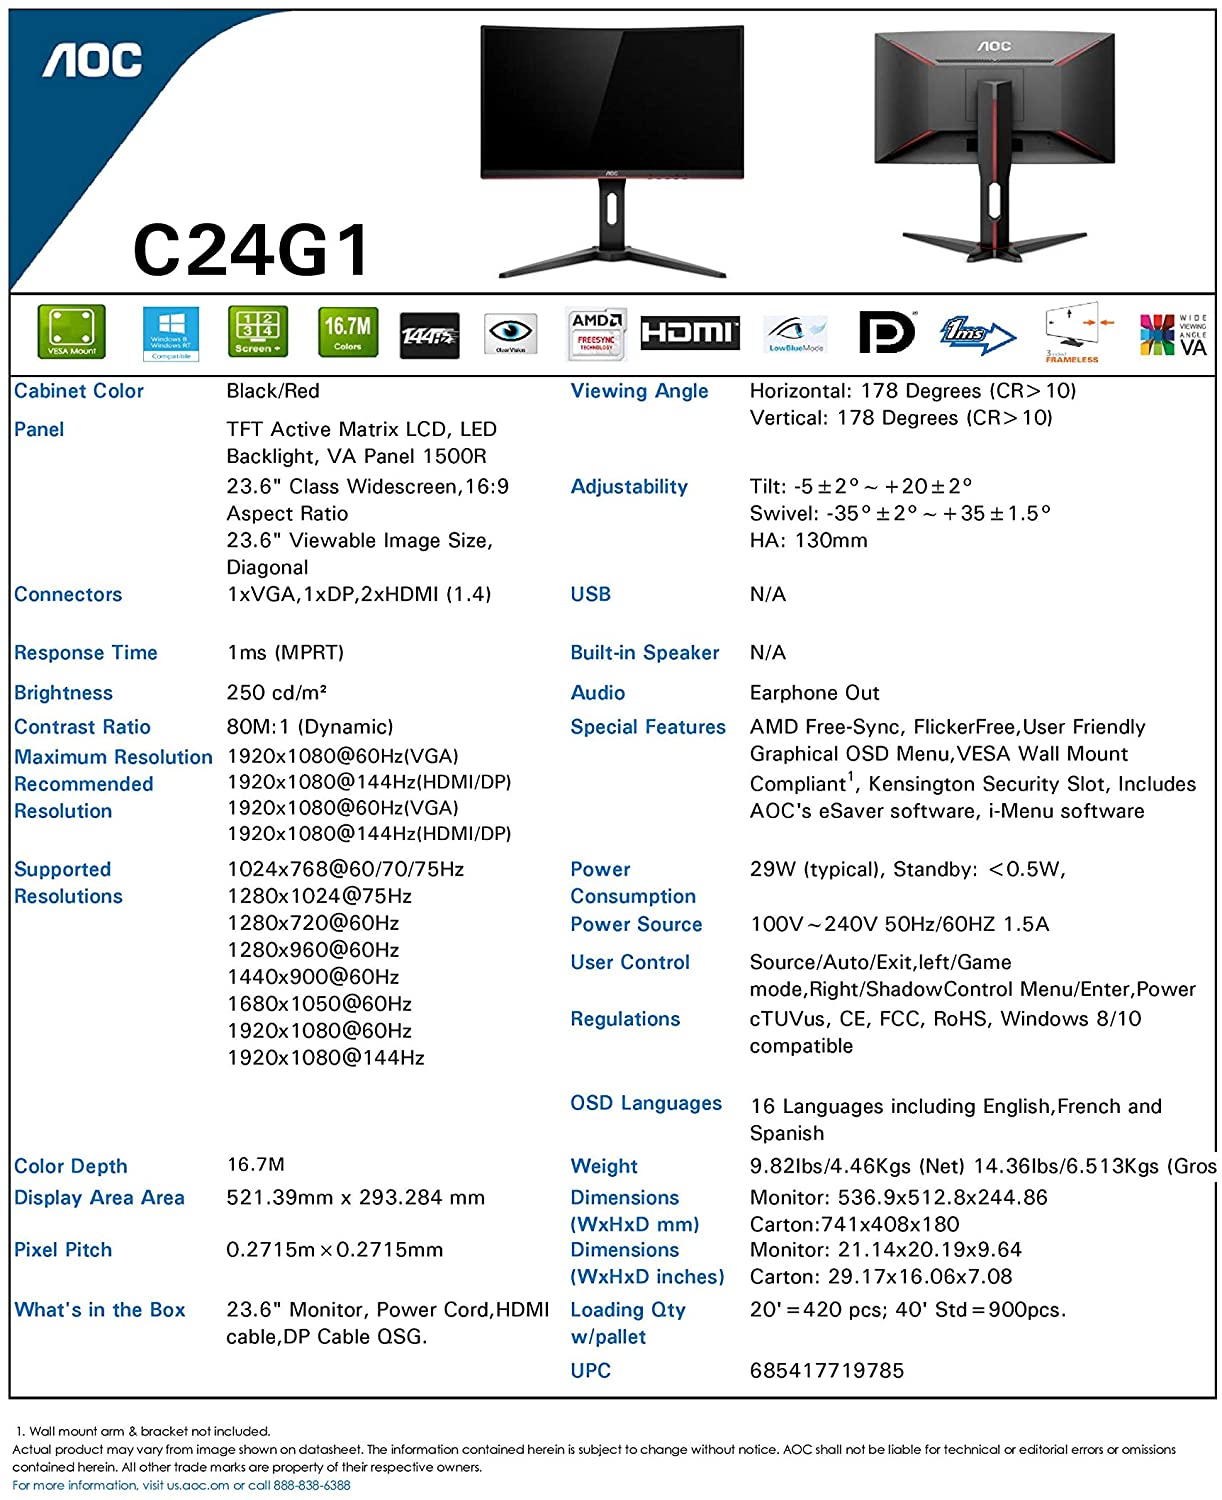 AOC
AOC
AOC
C24G1
VESA Mount
Windows 8
Windows RT
Compatible
1 2
3 4
Screen +
16.7M
Colors
144Hz
Clear Vision
AMD
FREESYNC
TECHNOLOGY
HDMI
LowBlueMode
1ms
FRAMELESS
WIDE
VIEWING
ANGLE
VA
Cabinet Color Black/Red
Panel TFT Active Matrix LCD, LED
Backlight, VA Panel 1500R
23.6" Class Widescreen,16:9
Aspect Ratio
23.6" Viewable Image Size,
Diagonal
Connectors 1xVGA,1xDP,2xHDMI (1.4)
Response Time 1ms (MPRT)
Brightness 250 cd/m²
Contrast Ratio 80M:1 (Dynamic)
Maximum Resolution 1920x1080@60Hz(VGA)
Recommended 1920x1080@144Hz(HDMI/DP)
Resolution 1920x1080@60Hz(VGA)
1920x1080@144Hz(HDMI/DP)
Supported 1024x768@60/70/75Hz
Resolutions 1280x1024@75Hz
1280x720@60Hz
1280x960@60Hz
1440x900@60Hz
1680x1050@60Hz
1920x1080@60Hz
1920x1080@144Hz
Color Depth 16.7M
Display Area Area 521.39mm x 293.284 mm
Pixel Pitch 0.2715m×0.2715mm
What's in the Box 23.6" Monitor, Power Cord,HDMI
cable,DP Cable QSG.
Viewing Angle Horizontal: 178 Degrees (CR>10)
Vertical: 178 Degrees (CR>10)
Adjustability Tilt: -5±2°~ +20±2°
Swivel: -35°±2°~+35±1.5°
HA: 130mm
USB N/A
Built-in Speaker N/A
Audio Earphone Out
Special Features AMD Free-Sync, FlickerFree,User Friendly
Graphical OSD Menu,VESA Wall Mount
Compliant1, Kensington Security Slot, Includes
AOC's eSaver software, i-Menu software
Power 29W (typical), Standby: <0.5W,
Consumption
Power Source 100V~240V 50Hz/60HZ 1.5A
User Control Source/Auto/Exit,left/Game
mode,Right/ShadowControl Menu/Enter,Power
Regulations cTUVus, CE, FCC, RoHS, Windows 8/10
compatible
OSD Languages 16 Languages including English,French and
Spanish
Weight 9.82lbs/4.46Kgs (Net) 14.36lbs/6.513Kgs (Gros
Dimensions Monitor: 536.9x512.8x244.86
(WxHxD mm) Carton:741x408x180
Dimensions Monitor: 21.14x20.19x9.64
(WxHxD inches) Carton: 29.17x16.06x7.08
Loading Qty 20'=420 pcs; 40' Std=900pcs.
w/pallet
UPC 685417719785
1. Wall mount arm & bracket not included.
Actual product may vary from image shown on datasheet. The information contained herein is subject to change without notice. AOC shall not be liable for technical or editorial errors or omissions
contained herein. All other trade marks are property of their respective owners.
For more information, visit us.aoc.om or call 888-838-6388